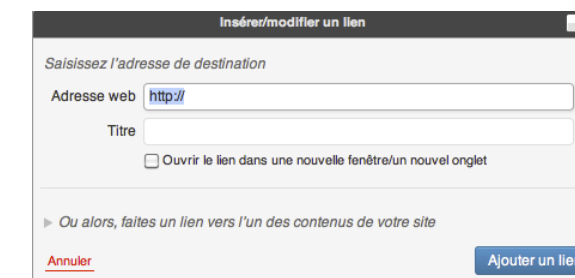 Insérer/modifier un lien
Saisissez l'adresse de destination
Adresse web http://
Titre
Ouvrir le lien dans une nouvelle fenêtre/un nouvel onglet
Ou alors, faites un lien vers l'un des contenus de votre site
Annuler Ajouter un lie